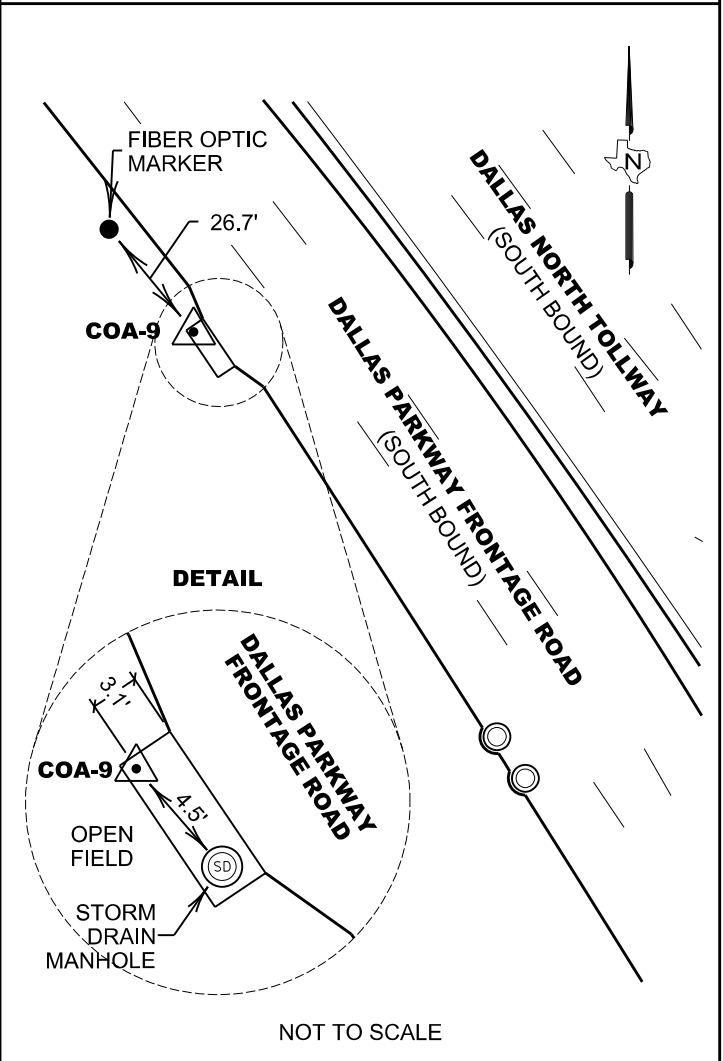 FIBER OPTIC
MARKER
26.7'
COA-9
N
DALLAS NORTH TOLLWAY
(SOUTH BOUND)
DALLAS PARKWAY FRONTAGE ROAD
(SOUTH BOUND)
DETAIL
DALLAS PARKWAY
FRONTAGE ROAD
3.1'
COA-9
4.5'
OPEN
FIELD
SD
STORM
DRAIN
MANHOLE
NOT TO SCALE